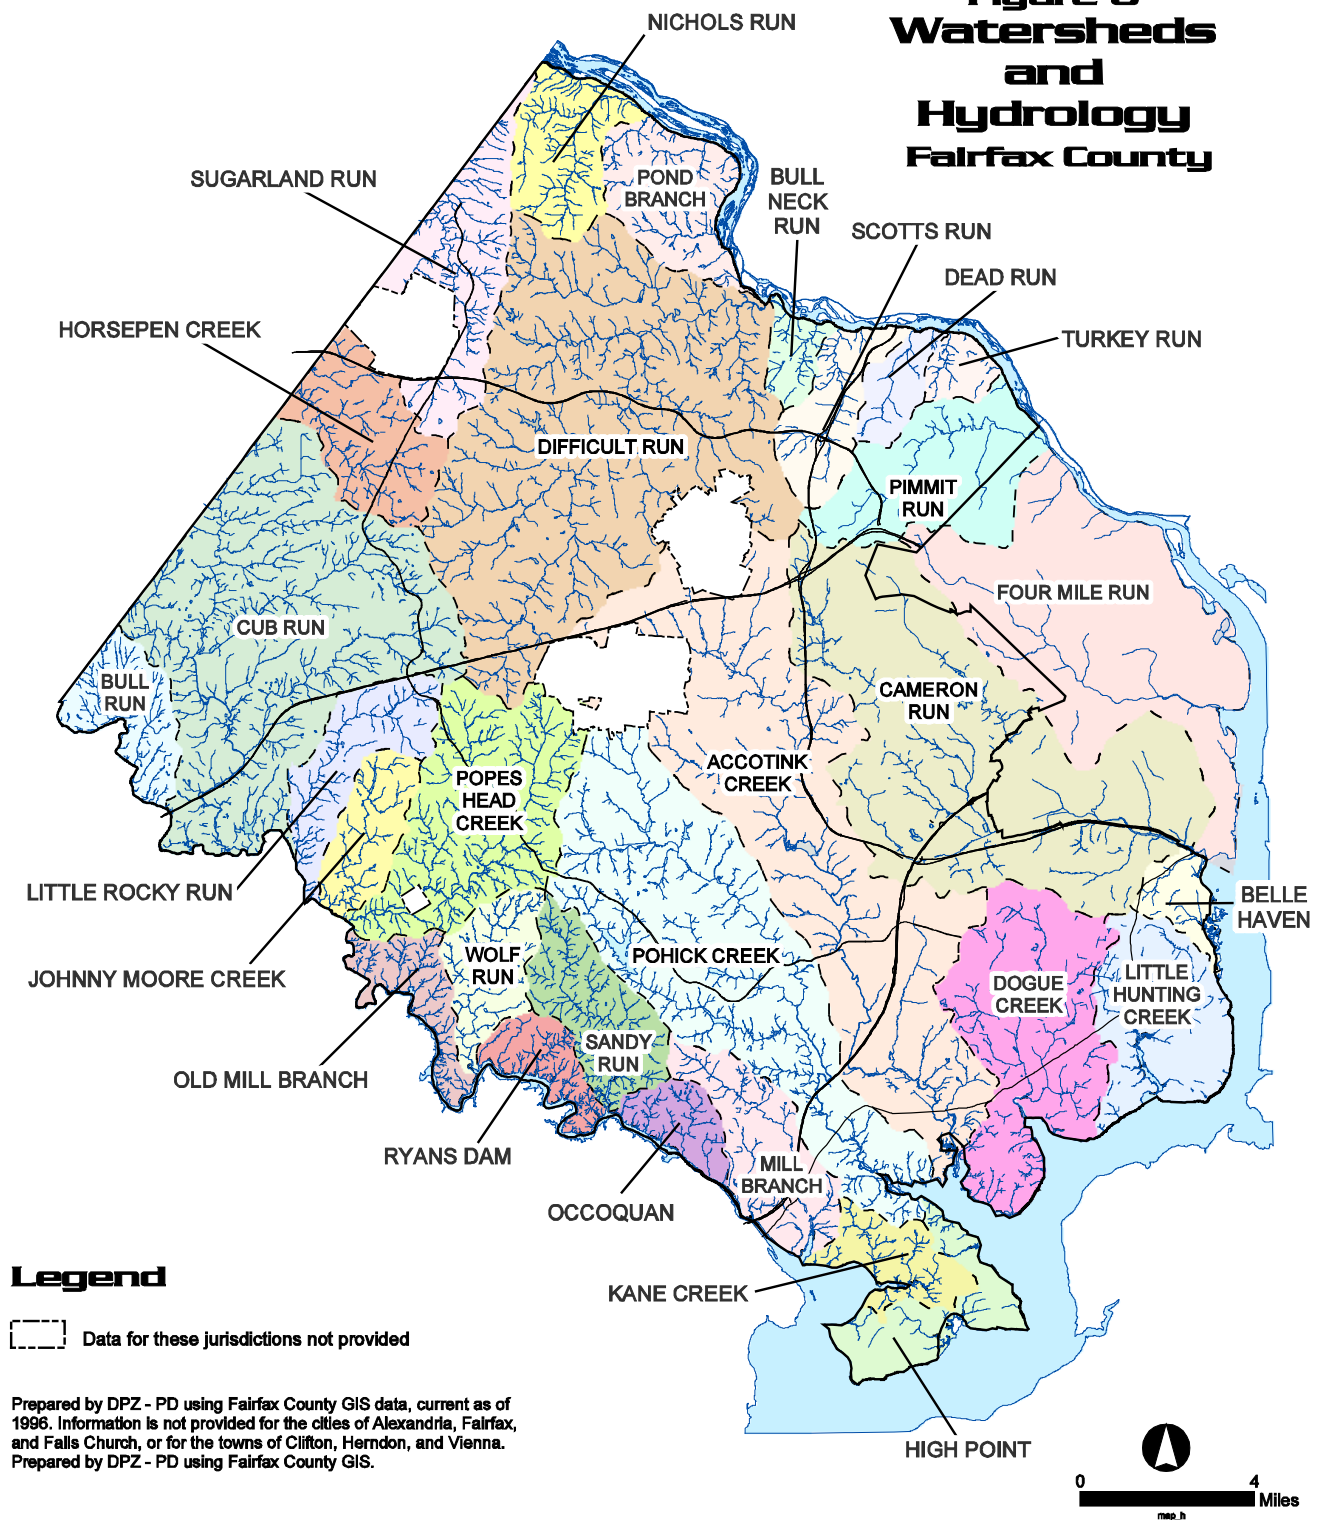 Figure 8
Watersheds
and
Hydrology
Fairfax County
NICHOLS RUN
SUGARLAND RUN
POND
BRANCH
BULL
NECK
RUN
SCOTTS RUN
DEAD RUN
HORSEPEN CREEK
TURKEY RUN
DIFFICULT RUN
PIMMIT
RUN
FOUR MILE RUN
CUB RUN
BULL
RUN
CAMERON
RUN
ACCOTINK
CREEK
POPES
HEAD
CREEK
LITTLE ROCKY RUN
BELLE
HAVEN
JOHNNY MOORE CREEK
WOLF
RUN
POHICK CREEK
DOGUE
CREEK
LITTLE
HUNTING
CREEK
OLD MILL BRANCH
SANDY
RUN
RYANS DAM
MILL
BRANCH
OCCOQUAN
KANE CREEK
HIGH POINT
Legend
Data for these jurisdictions not provided
Prepared by DPZ - PD using Fairfax County GIS data, current as of
1996. Information is not provided for the cities of Alexandria, Fairfax,
and Falls Church, or for the towns of Clifton, Herndon, and Vienna.
Prepared by DPZ - PD using Fairfax County GIS.
0 4
Miles
map_h